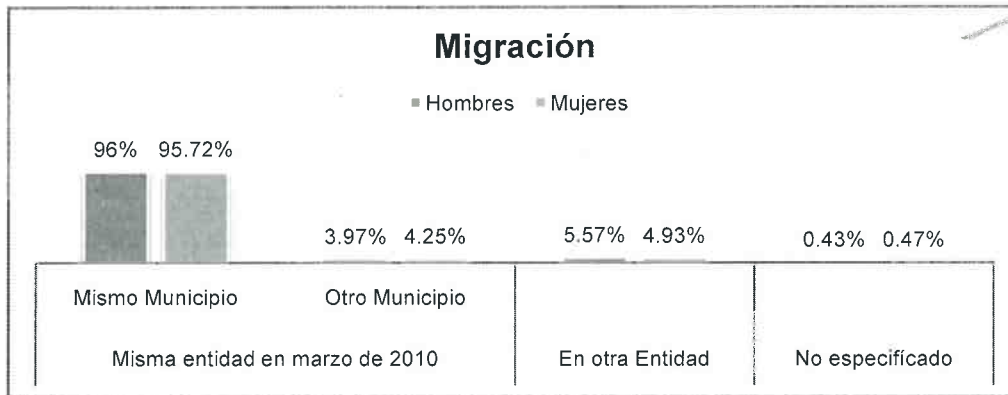 Migración
Hombres Mujeres
96% 95.72%
3.97% 4.25%
5.57% 4.93%
0.43% 0.47%
Mismo Municipio Otro Municipio
Misma entidad en marzo de 2010 En otra Entidad No especificado